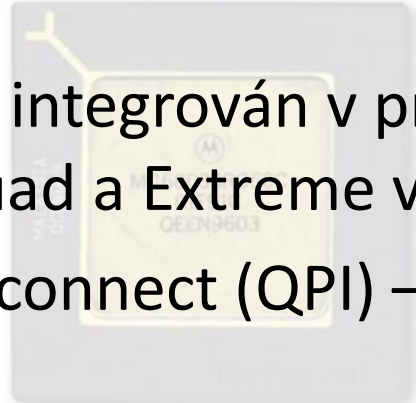 integrován v pr
uad a Extreme v
connect (QPI) –